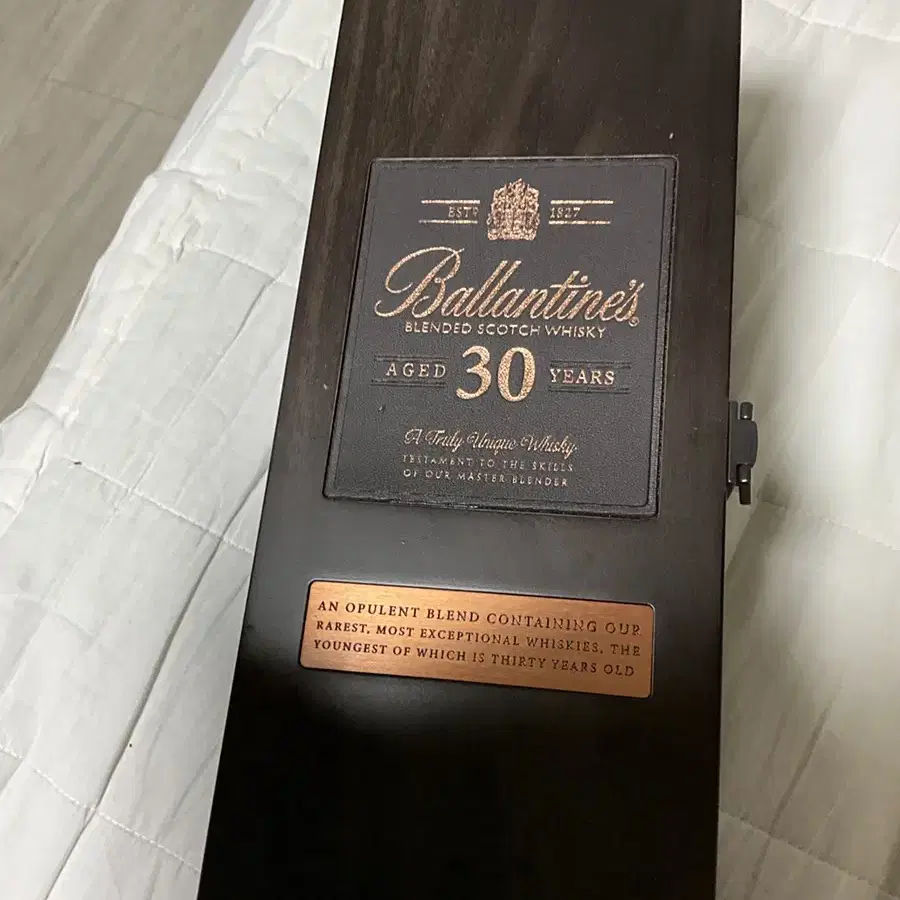 ESTD 1827
Ballantine's
BLENDED SCOTCH WHISKY
AGED 30 YEARS
A Truly Unique Whisky
TESTAMENT TO THE SKILLS
OF OUR MASTER BLENDER
AN OPULENT BLEND CONTAINING OUR
RAREST, MOST EXCEPTIONAL WHISKIES, THE
YOUNGEST OF WHICH IS THIRTY YEARS OLD